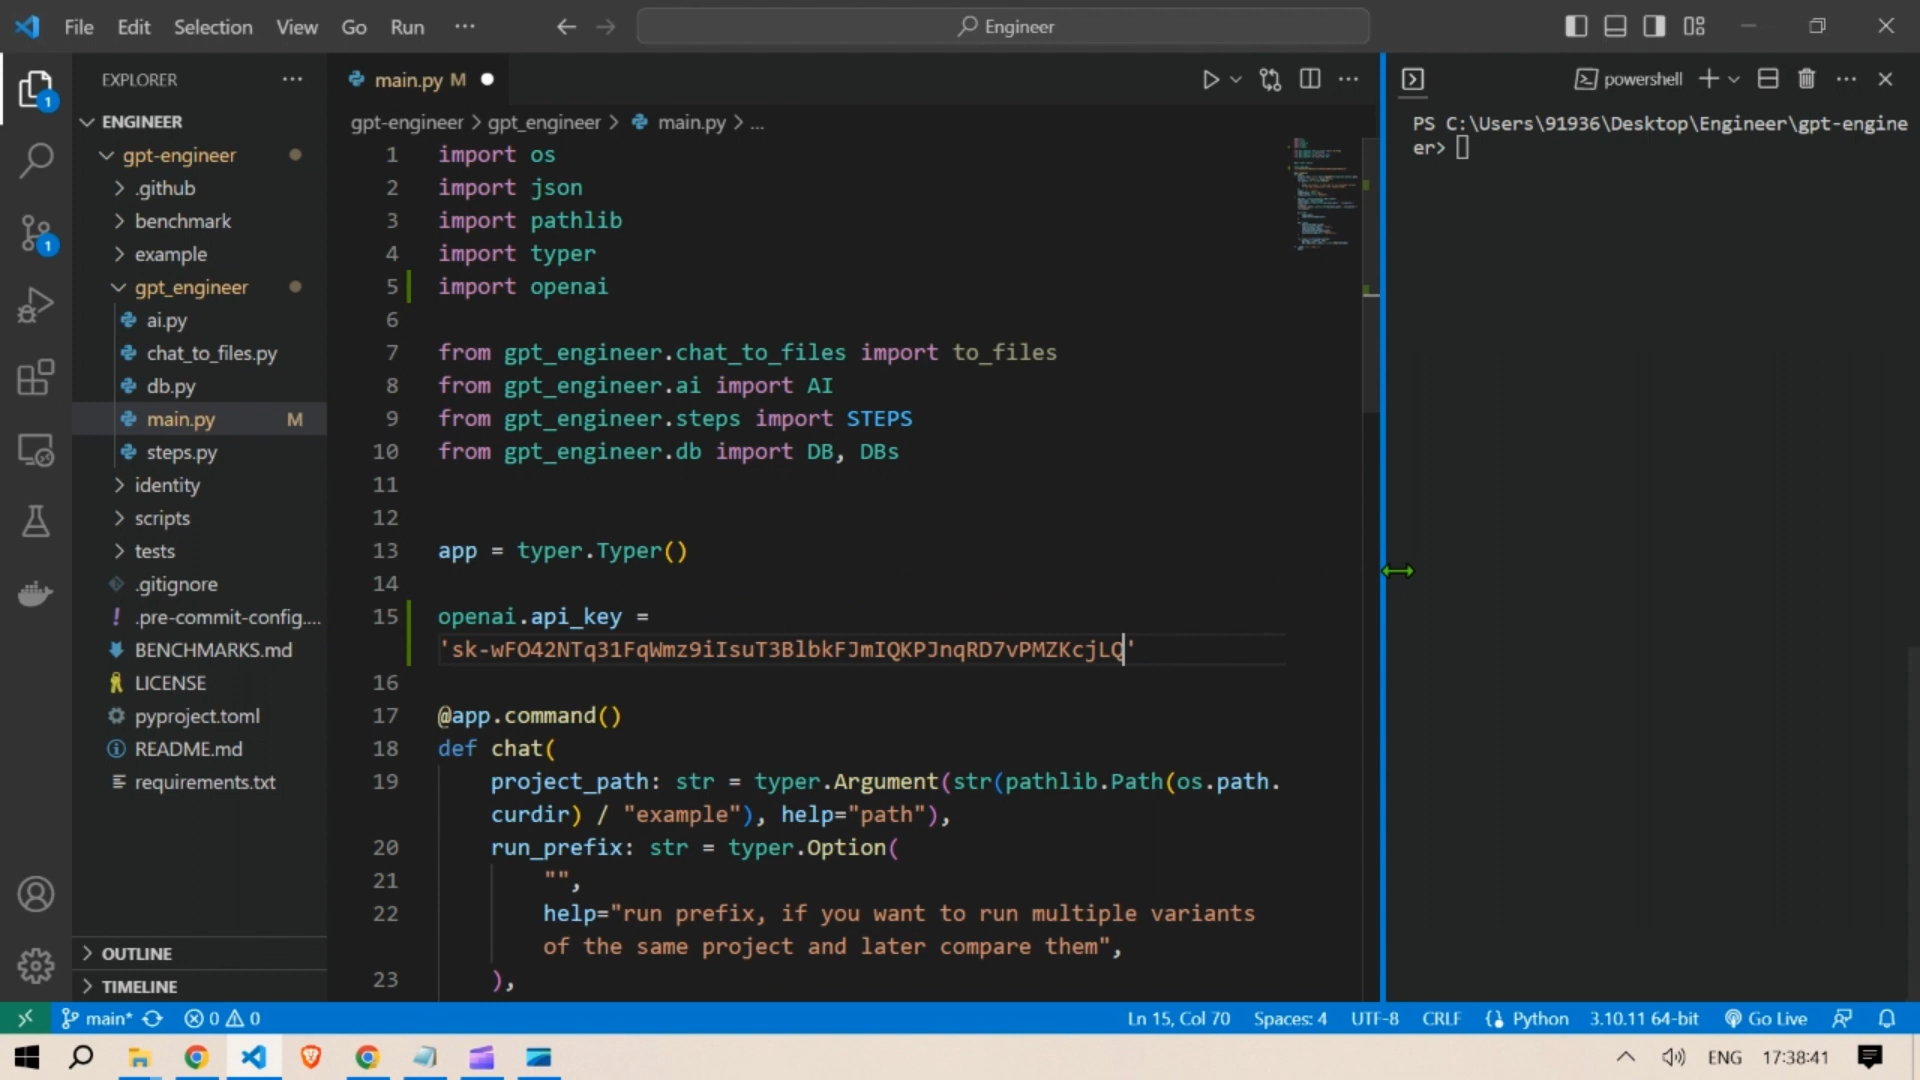 File Edit Selection View Go Run ··· Engineer
EXPLORER
ENGINEER
gpt-engineer
.github
benchmark
example
gpt_engineer
ai.py
chat_to_files.py
db.py
main.py M
steps.py
identity
scripts
tests
.gitignore
.pre-commit-config....
BENCHMARKS.md
LICENSE
pyproject.toml
README.md
requirements.txt
OUTLINE
TIMELINE
main.py M
gpt-engineer > gpt_engineer > main.py > ...
1 import os
2 import json
3 import pathlib
4 import typer
5 import openai
6
7 from gpt_engineer.chat_to_files import to_files
8 from gpt_engineer.ai import AI
9 from gpt_engineer.steps import STEPS
10 from gpt_engineer.db import DB, DBs
11
12
13 app = typer.Typer()
14
15 openai.api_key =
'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'
16
17 @app.command()
18 def chat(
19 project_path: str = typer.Argument(str(pathlib.Path(os.path.
curdir) / "example"), help="path"),
20 run_prefix: str = typer.Option(
21 "",
22 help="run prefix, if you want to run multiple variants
of the same project and later compare them",
23 ),
powershell
PS C:\Users\91936\Desktop\Engineer\gpt-engine
er>
1
1
main* 0 0 Ln 15, Col 70 Spaces: 4 UTF-8 CRLF Python 3.10.11 64-bit Go Live
ENG 17:38:41